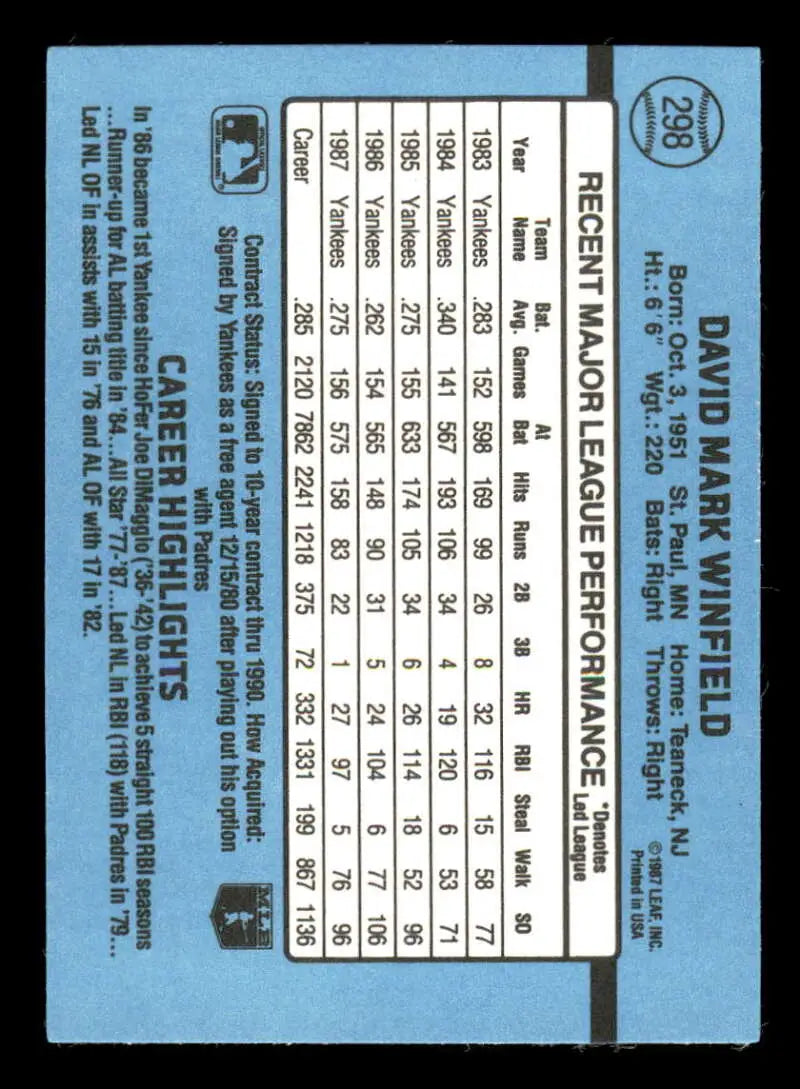 298
DAVID MARK WINFIELD
Born: Oct. 3, 1951 St. Paul, MN Home: Teaneck, NJ
Ht.: 6'6" Wgt.: 220 Bats: Right Throws: Right
©1987 LEAF, INC.
Printed in USA
RECENT MAJOR LEAGUE PERFORMANCE *Denotes Led League
Year Team Name Bat. Avg. Games At Bat Hits Runs 2B 3B HR RBI Steal Walk SO
1983 Yankees .283 152 598 169 99 26 8 32 116 15 58 77
1984 Yankees .340 141 567 193 106 34 4 19 120 6 53 71
1985 Yankees .275 155 633 174 105 34 6 26 114 18 52 96
1986 Yankees .262 154 565 148 90 31 5 24 104 6 77 106
1987 Yankees .275 156 575 158 83 22 1 27 97 5 76 96
Career .285 2120 7862 2241 1218 375 72 332 1331 199 867 1136
Contract Status: Signed to 10-year contract thru 1990. How Acquired:
Signed by Yankees as a free agent 12/15/80 after playing out his option
with Padres
MLB
CAREER HIGHLIGHTS
In '86 became 1st Yankee since HoFer Joe DiMaggio ('36-'42) to achieve 5 straight 100 RBI seasons
...Runner-up for AL batting title in '84...All Star '77-'87...Led NL in RBI (118) with Padres in '79...
Led NL OF in assists with 15 in '76 and AL OF with 17 in '82.